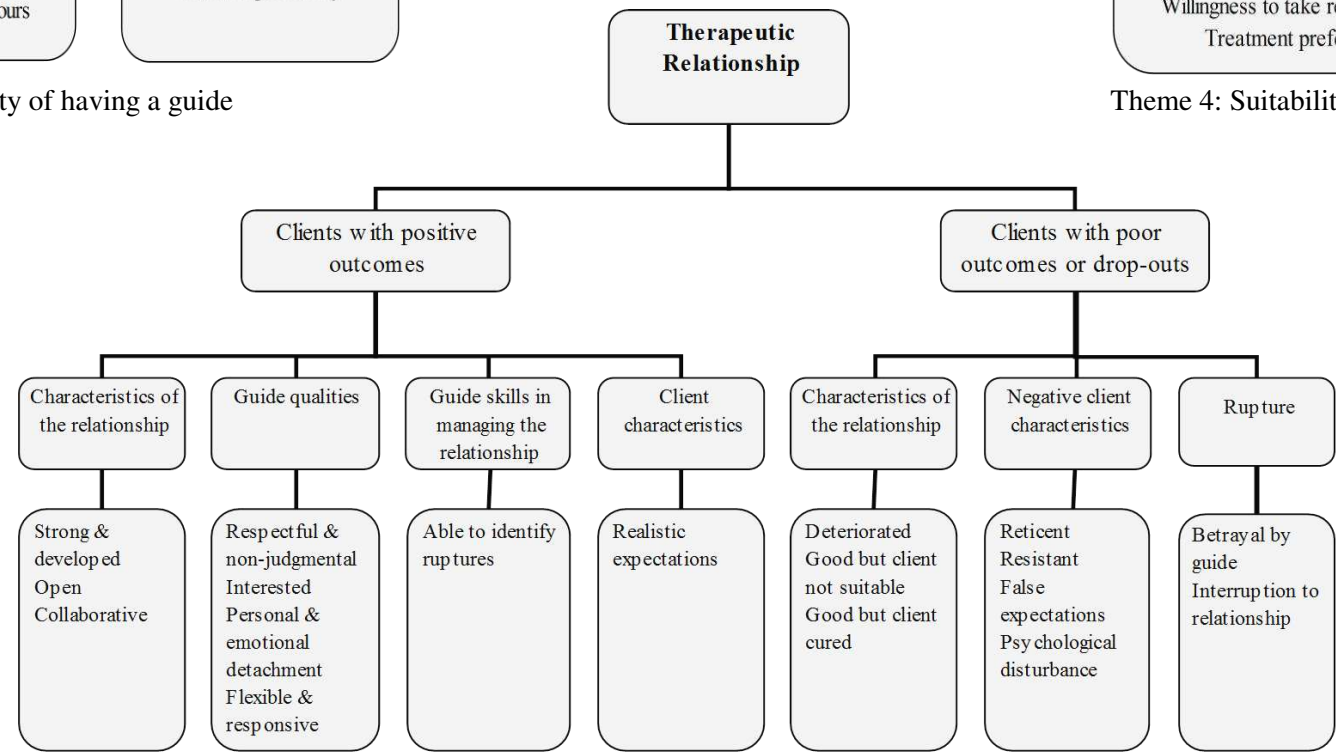 ours
Willingness to take
Treatment
ty of having a guide
Theme 4:
Therapeutic
Relationship
Clients with positive
outcomes
Clients with poor
outcomes or drop-outs
Characteristics of
the relationship
Guide qualities
Guide skills in
managing the
relationship
Client
characteristics
Characteristics of
the relationship
Negative client
characteristics
Rupture
Strong &
developed
Open
Collaborative
Respectful &
non-judgmental
Interested
Personal &
emotional
detachment
Flexible &
responsive
Able to identify
ruptures
Realistic
expectations
Deteriorated
Good but client
not suitable
Good but client
cured
Reticent
Resistant
False
expectations
Psychological
disturbance
Betrayal by
guide
Interruption to
relationship